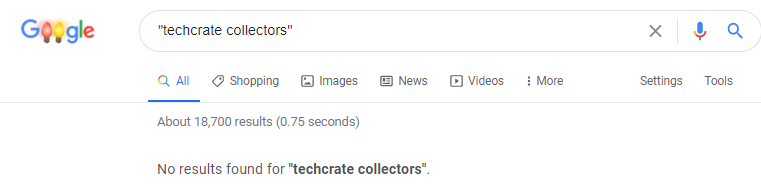 Google
"techcrate collectors"
All Shopping Images News Videos More Settings Tools
About 18,700 results (0.75 seconds)
No results found for "techcrate collectors".